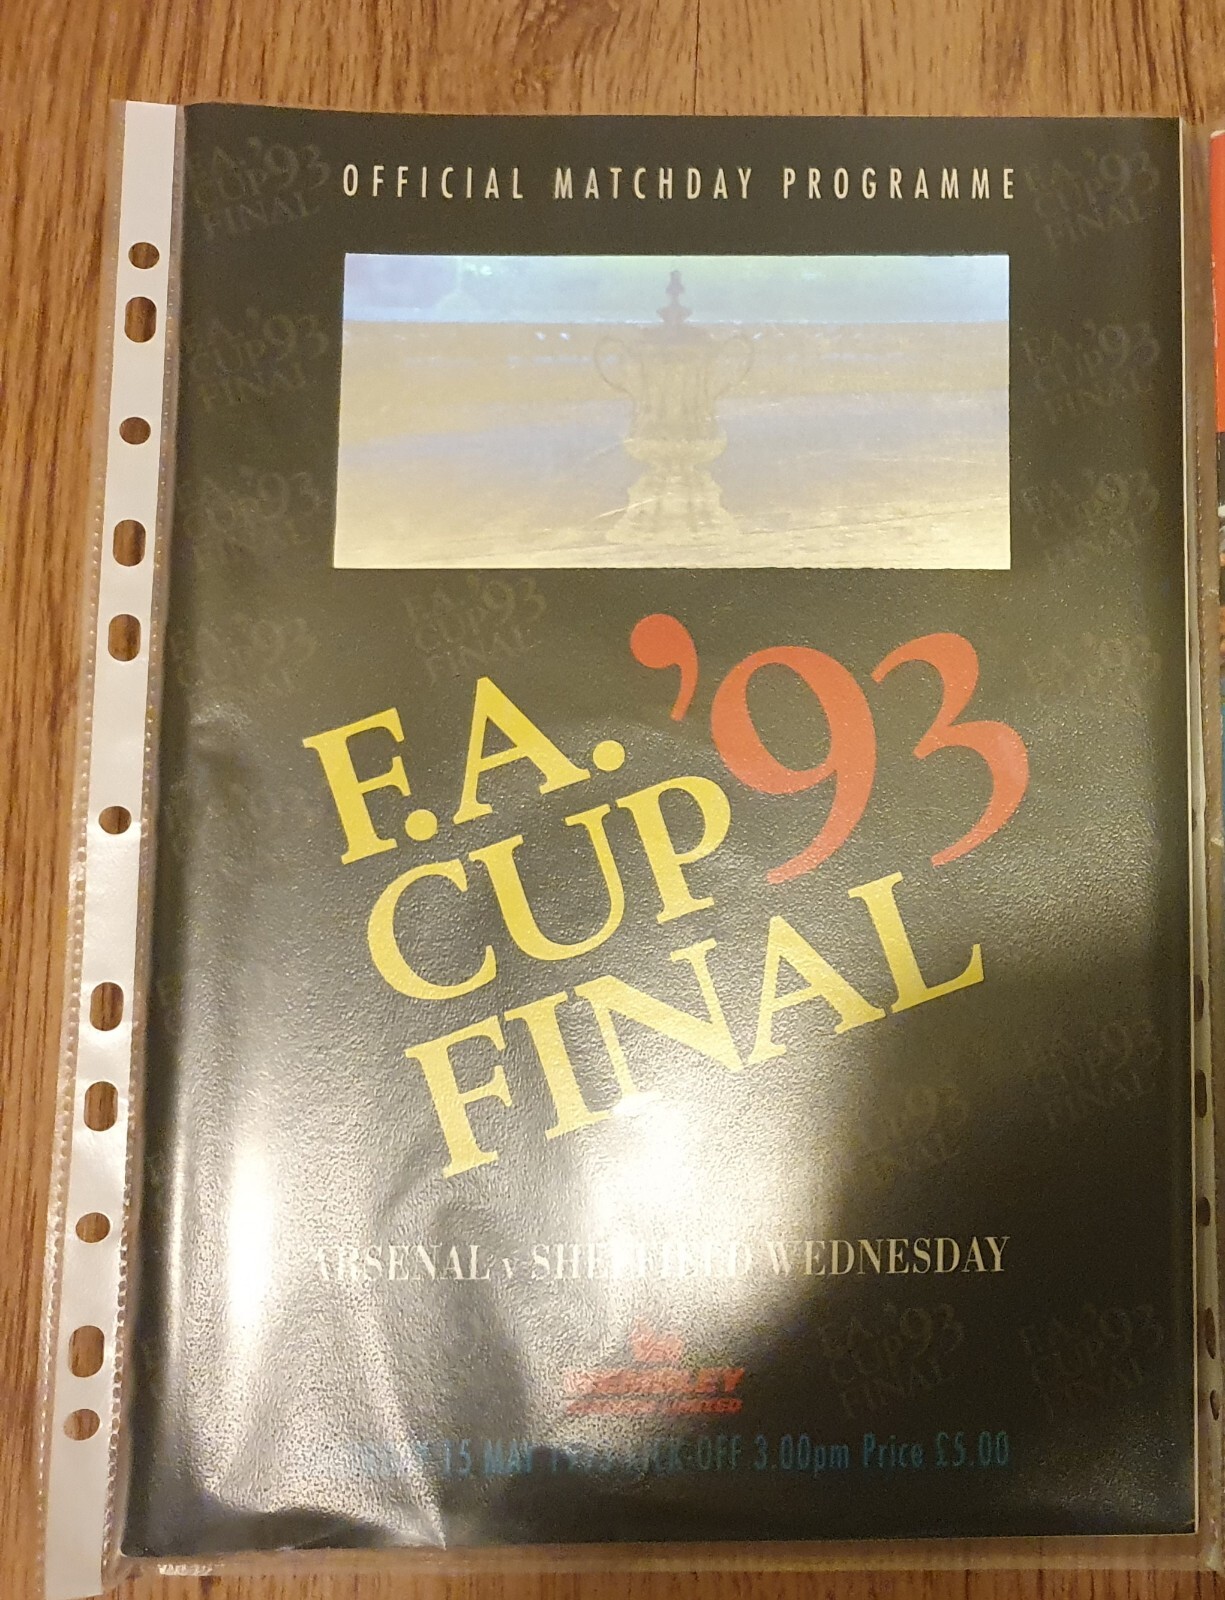 OFFICIAL MATCHDAY PROGRAMME
F.A. '93
CUP
FINAL
ARSENAL v SHEFFIELD WEDNESDAY
WEMBLEY
LIMITED
15 MAY KICK-OFF 3.00pm Price £5.00